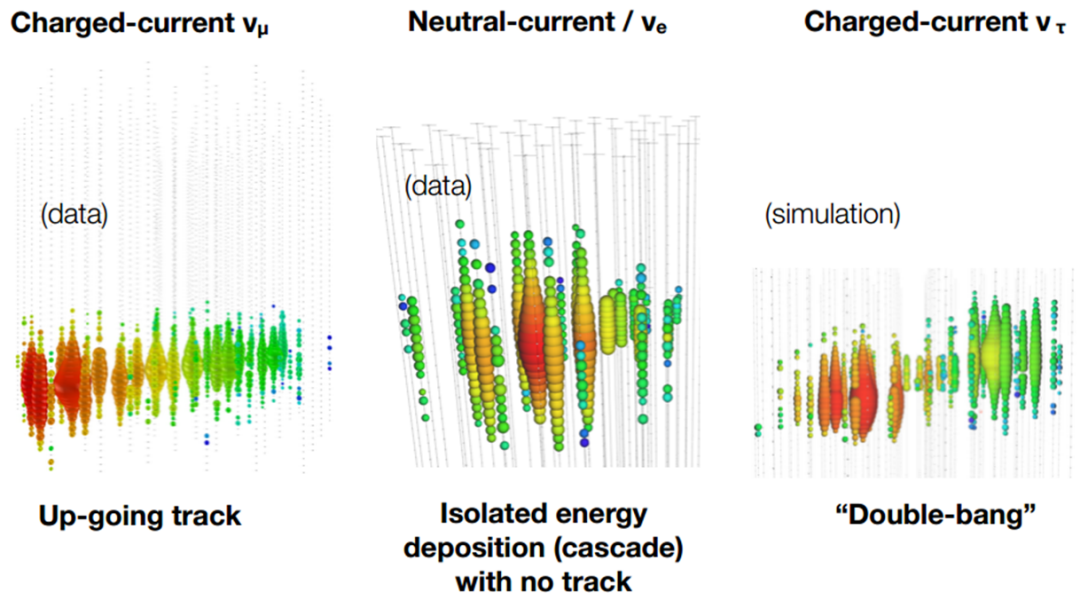 Charged-current νμ
Neutral-current / νe
Charged-current ν τ
(data)
(data)
(simulation)
Up-going track
Isolated energy
deposition (cascade)
with no track
“Double-bang”